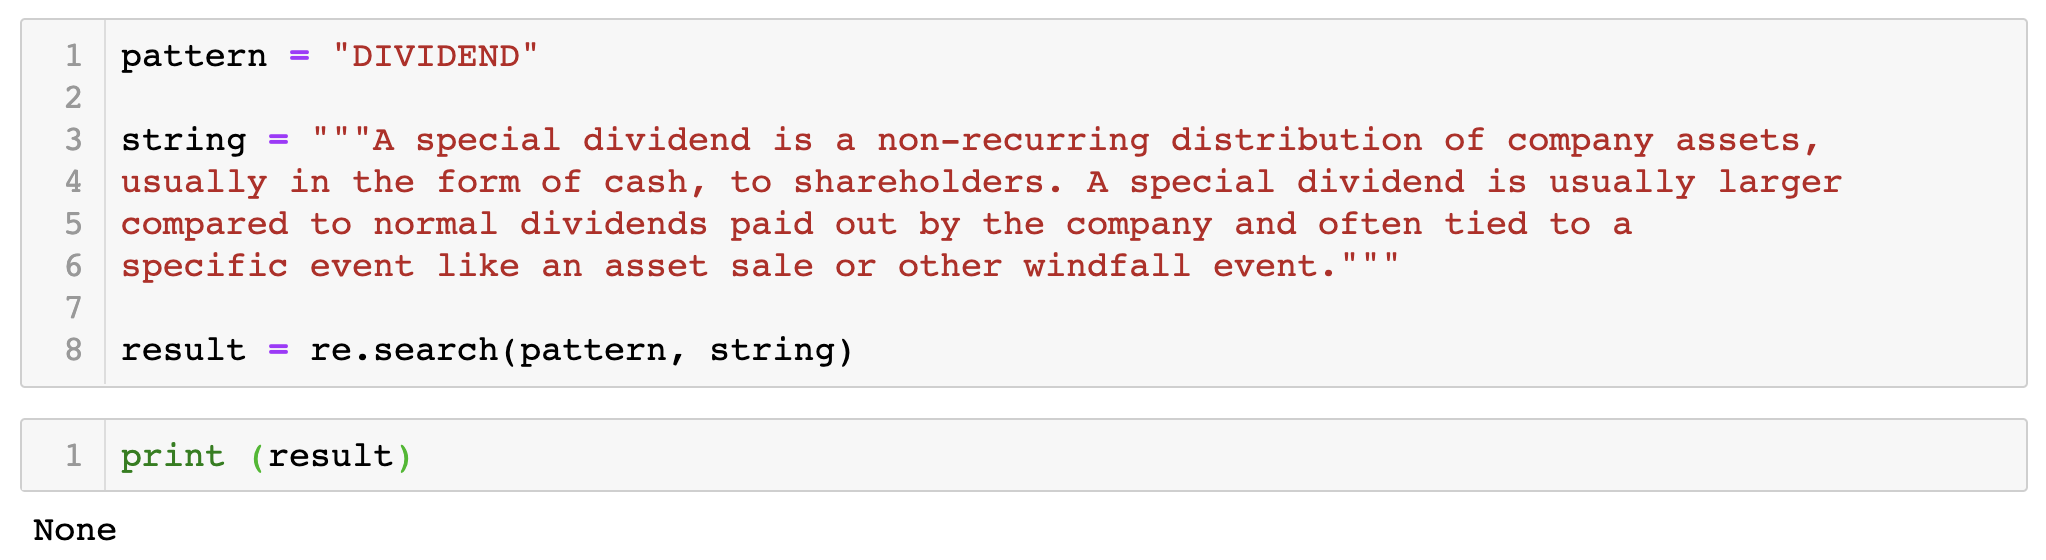 1 pattern = "DIVIDEND"
2
3 string = """A special dividend is a non-recurring distribution of company assets,
4 usually in the form of cash, to shareholders. A special dividend is usually larger
5 compared to normal dividends paid out by the company and often tied to a
6 specific event like an asset sale or other windfall event."""
7
8 result = re.search(pattern, string)
1 print (result)
None